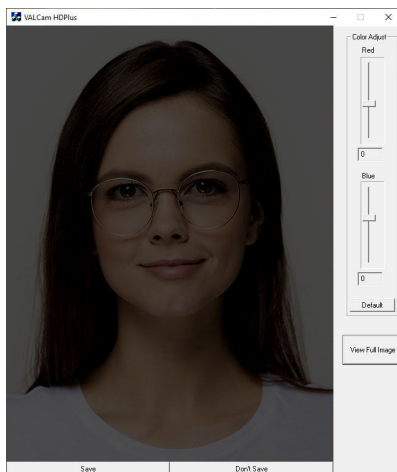 VALCam HDPlus
Color Adjust
Red
0
Blue
0
Default
View Full Image
Save
Don't Save